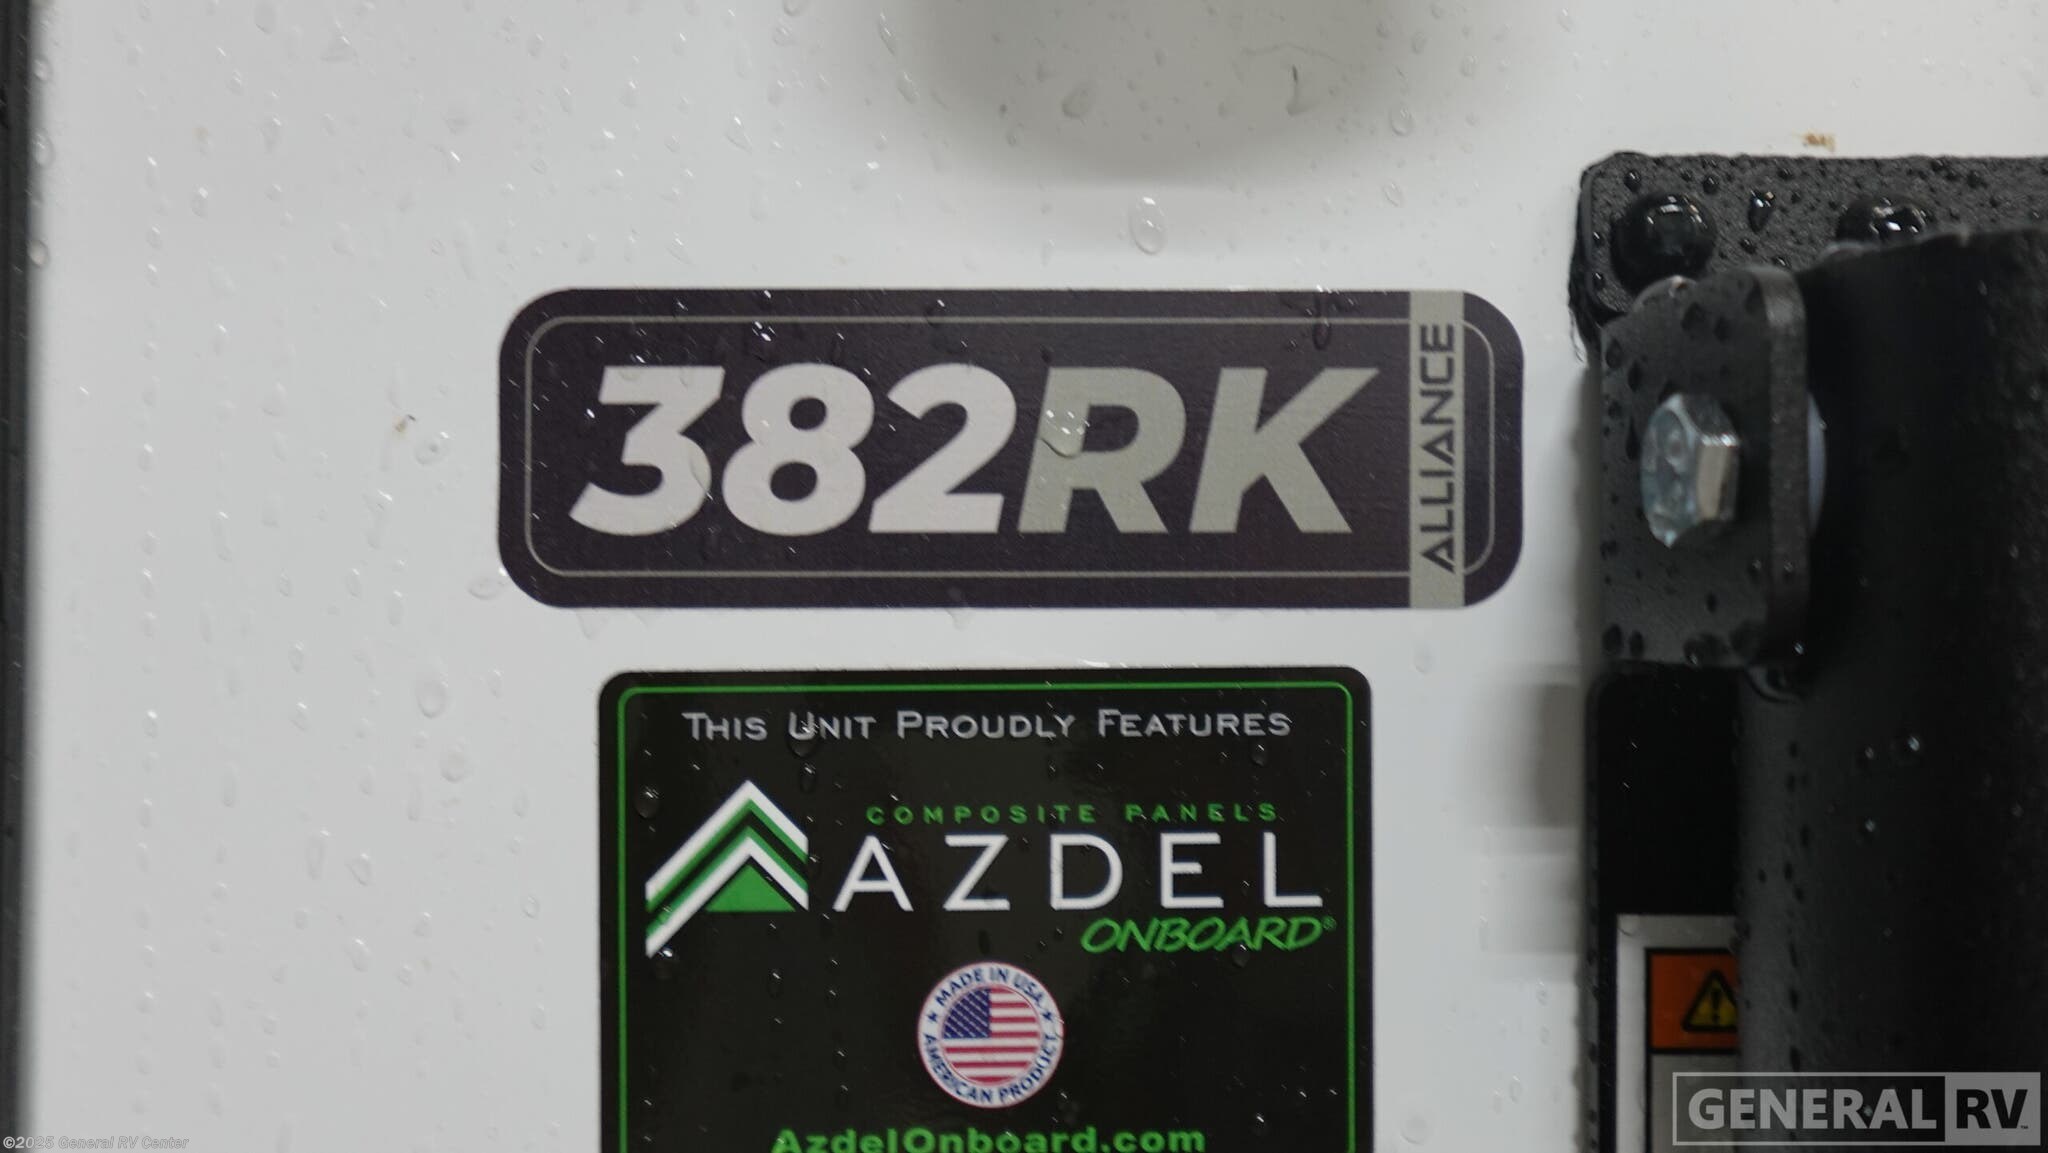 382RK
ALLIANCE
THIS UNIT PROUDLY FEATURES
COMPOSITE PANELS
AZDEL
ONBOARD®
MADE IN USA
AMERICAN PRODUCT
AzdelOnboard.com
GENERAL RV™
©2025 General RV Center